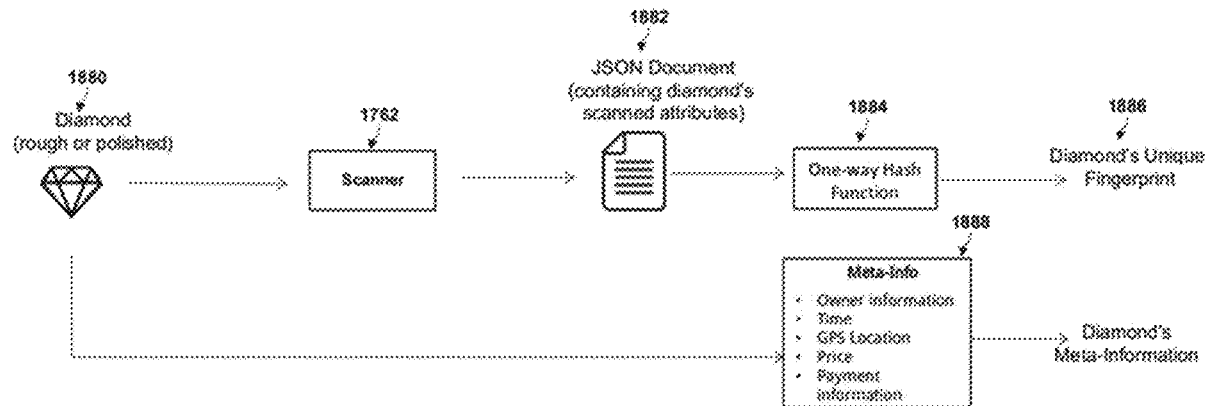 1880
Diamond
(rough or polished)
1762
Scanner
1882
JSON Document
(containing diamond's
scanned attributes)
1884
One-way Hash
Function
1886
Diamond's Unique
Fingerprint
1888
Meta-Info
• Owner information
• Time
• GPS Location
• Price
• Payment
information
Diamond's
Meta-Information